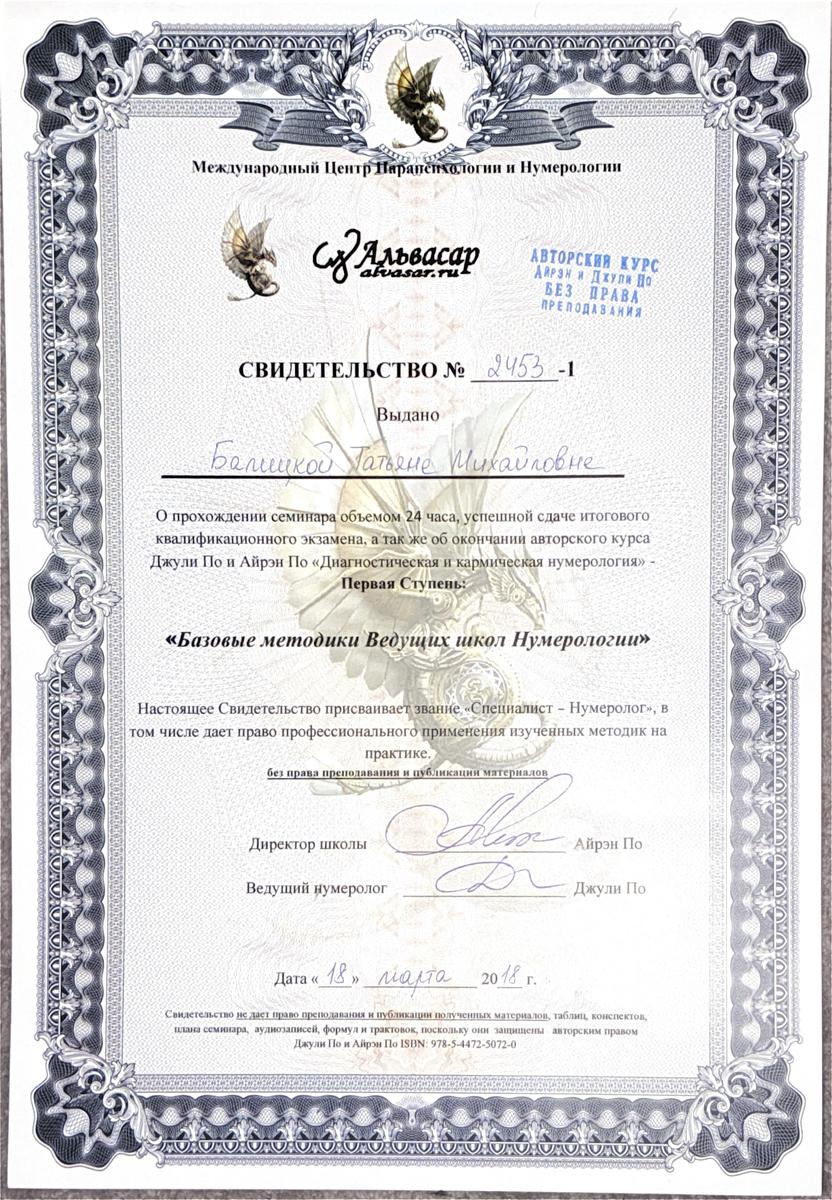 Международный Центр Парапсихологии и Нумерологии
Альвасар
alvasar.ru
АВТОРСКИЙ КУРС
АЙРЭН И ДЖУЛИ ПО
БЕЗ ПРАВА
ПРЕПОДАВАНИЯ
СВИДЕТЕЛЬСТВО № 2453-1
Выдано
Балицкой Татьяне Михайловне
О прохождении семинара объемом 24 часа, успешной сдаче итогового
квалификационного экзамена, а так же об окончании авторского курса
Джули По и Айрэн По «Диагностическая и кармическая нумерология» -
Первая Ступень:
«Базовые методики Ведущих школ Нумерологии»
Настоящее Свидетельство присваивает звание «Специалист – Нумеролог», в
том числе дает право профессионального применения изученных методик на
практике.
без права преподавания и публикации материалов
Директор школы Айрэн По
Ведущий нумеролог Джули По
Дата « 18 » марта 2018 г.
Свидетельство не дает право преподавания и публикации полученных материалов, таблиц, конспектов,
плана семинара, аудиозаписей, формул и трактовок, поскольку они защищены авторским правом
Джули По и Айрэн По ISBN: 978-5-4472-5072-0